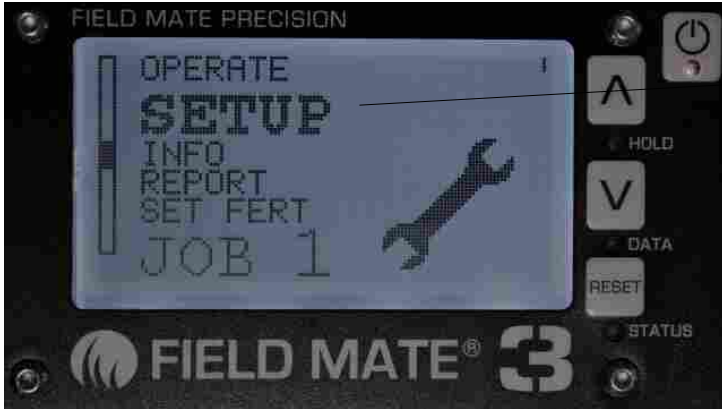 FIELD MATE PRECISION
OPERATE
SETUP
INFO
REPORT
SET FERT
JOB 1
HOLD
DATA
RESET
STATUS
FIELD MATE® 3